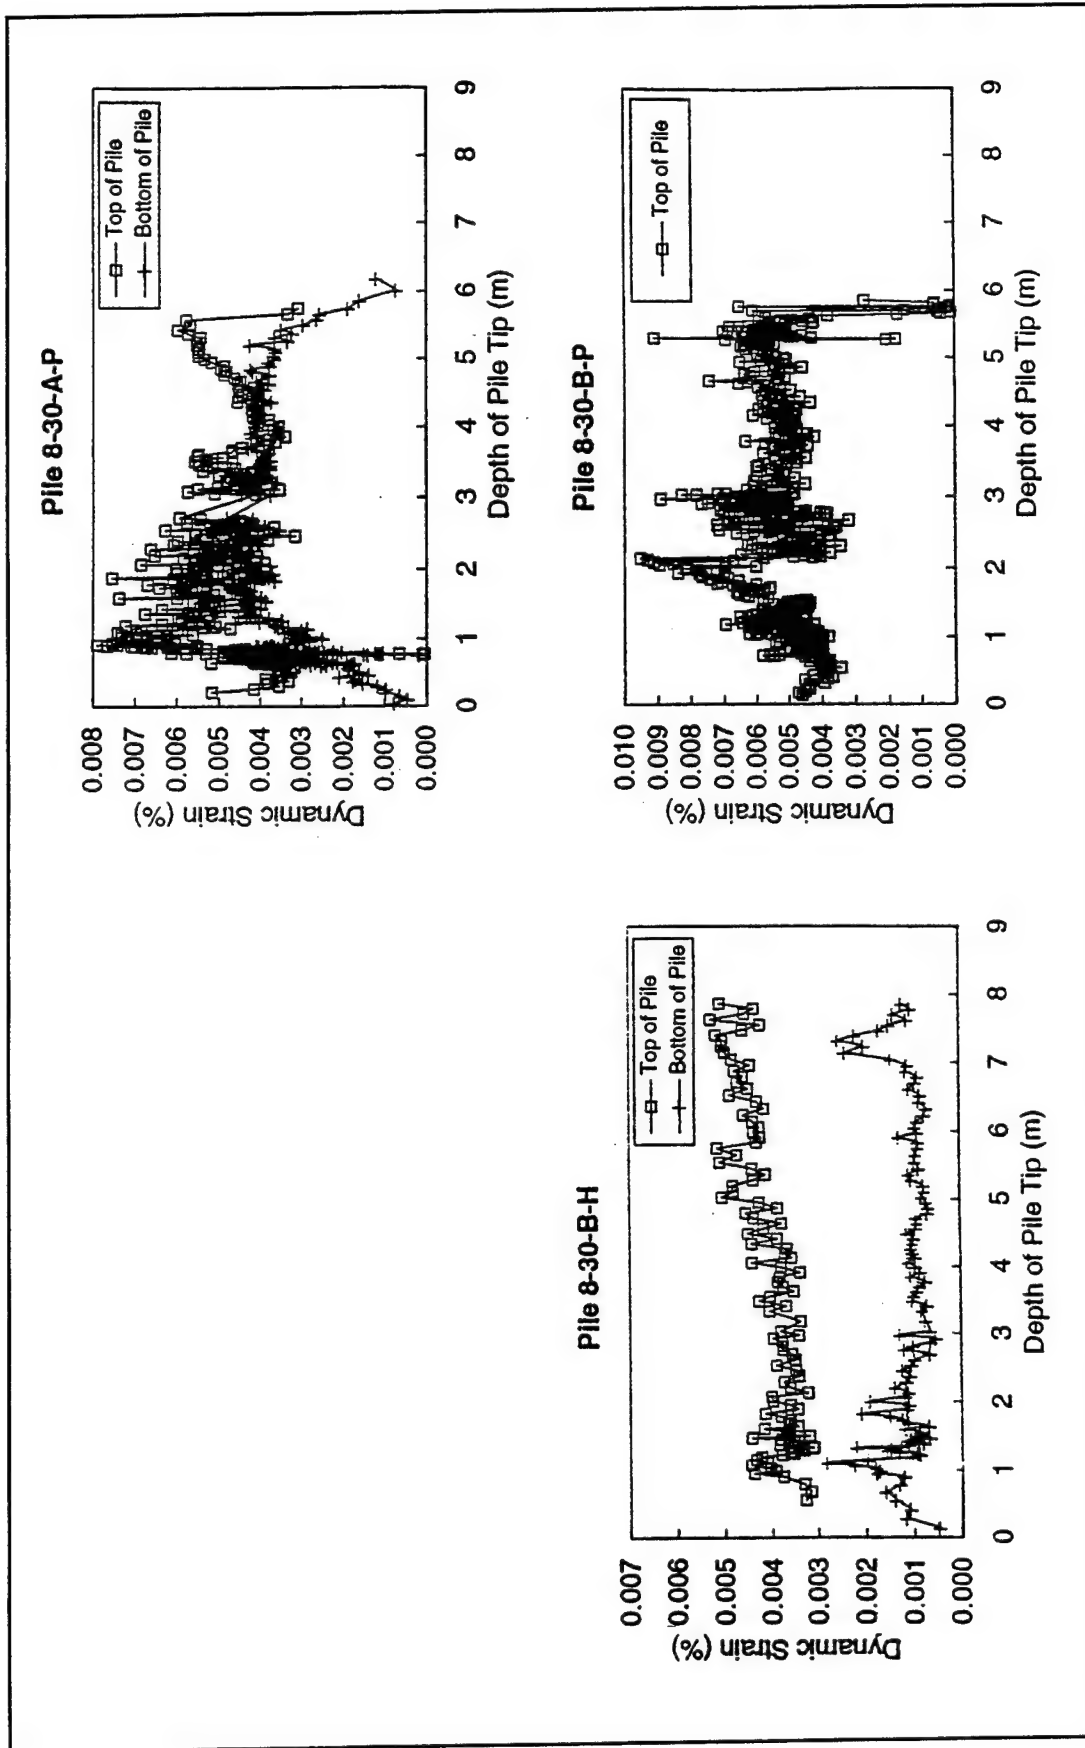 Pile 8-30-A-P
Top of Pile
Bottom of Pile
Dynamic Strain (%)
0.008
0.007
0.006
0.005
0.004
0.003
0.002
0.001
0.000
0 1 2 3 4 5 6 7 8 9
Depth of Pile Tip (m)
Pile 8-30-B-H
Top of Pile
Bottom of Pile
Dynamic Strain (%)
0.007
0.006
0.005
0.004
0.003
0.002
0.001
0.000
0 1 2 3 4 5 6 7 8 9
Depth of Pile Tip (m)
Pile 8-30-B-P
Top of Pile
Dynamic Strain (%)
0.010
0.009
0.008
0.007
0.006
0.005
0.004
0.003
0.002
0.001
0.000
0 1 2 3 4 5 6 7 8 9
Depth of Pile Tip (m)